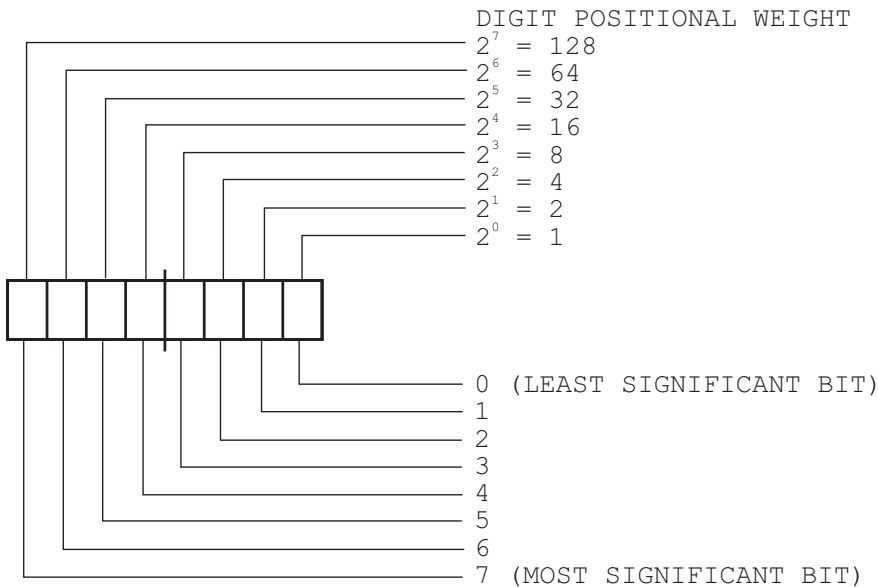 DIGIT POSITIONAL WEIGHT
2⁷ = 128
2⁶ = 64
2⁵ = 32
2⁴ = 16
2³ = 8
2² = 4
2¹ = 2
2⁰ = 1
0 (LEAST SIGNIFICANT BIT)
1
2
3
4
5
6
7 (MOST SIGNIFICANT BIT)